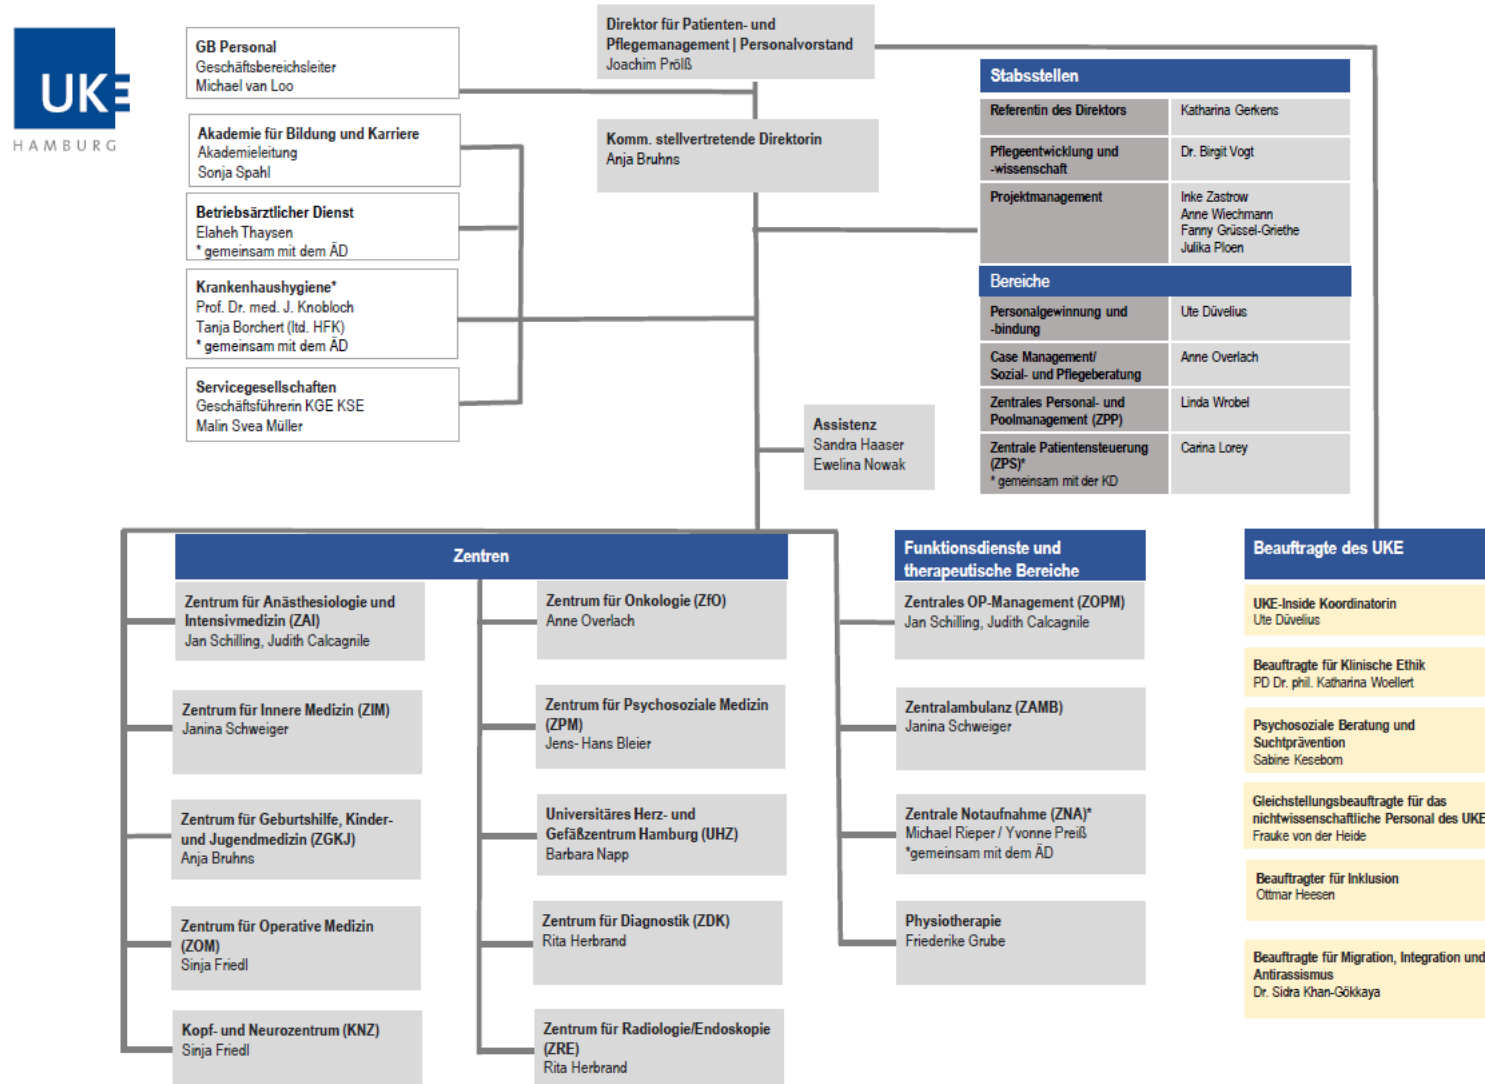 UKE
HAMBURG
GB Personal
Geschäftsbereichsleiter
Michael van Loo
Akademie für Bildung und Karriere
Akademieleitung
Sonja Spahl
Betriebsärztlicher Dienst
Elaheh Thaysen
* gemeinsam mit dem ÄD
Krankenhaushygiene*
Prof. Dr. med. J. Knobloch
Tanja Borchert (ltd. HFK)
* gemeinsam mit dem ÄD
Servicegesellschaften
Geschäftsführerin KGE KSE
Malin Svea Müller
Direktor für Patienten- und
Pflegemanagement | Personalvorstand
Joachim Prölß
Komm. stellvertretende Direktorin
Anja Bruhns
Assistenz
Sandra Haaser
Ewelina Nowak
Stabsstellen
Referentin des Direktors
Katharina Gerkens
Pflegeentwicklung und
-wissenschaft
Dr. Birgit Vogt
Projektmanagement
Inke Zastrow
Anne Wiechmann
Fanny Grüssel-Griethe
Julika Ploen
Bereiche
Personalgewinnung und
-bindung
Ute Düvelius
Case Management/
Sozial- und Pflegeberatung
Anne Overlach
Zentrales Personal- und
Poolmanagement (ZPP)
Linda Wrobel
Zentrale Patientensteuerung
(ZPS)*
* gemeinsam mit der KD
Carina Lorey
Zentren
Zentrum für Anästhesiologie und
Intensivmedizin (ZAI)
Jan Schilling, Judith Calcagnile
Zentrum für Innere Medizin (ZIM)
Janina Schweiger
Zentrum für Geburtshilfe, Kinder-
und Jugendmedizin (ZGKJ)
Anja Bruhns
Zentrum für Operative Medizin
(ZOM)
Sinja Friedl
Kopf- und Neurozentrum (KNZ)
Sinja Friedl
Zentrum für Onkologie (ZfO)
Anne Overlach
Zentrum für Psychosoziale Medizin
(ZPM)
Jens- Hans Bleier
Universitäres Herz- und
Gefäßzentrum Hamburg (UHZ)
Barbara Napp
Zentrum für Diagnostik (ZDK)
Rita Herbrand
Zentrum für Radiologie/Endoskopie
(ZRE)
Rita Herbrand
Funktionsdienste und
therapeutische Bereiche
Zentrales OP-Management (ZOPM)
Jan Schilling, Judith Calcagnile
Zentralambulanz (ZAMB)
Janina Schweiger
Zentrale Notaufnahme (ZNA)*
Michael Rieper / Yvonne Preiß
*gemeinsam mit dem ÄD
Physiotherapie
Friederike Grube
Beauftragte des UKE
UKE-Inside Koordinatorin
Ute Düvelius
Beauftragte für Klinische Ethik
PD Dr. phil. Katharina Woellert
Psychosoziale Beratung und
Suchtprävention
Sabine Kesebom
Gleichstellungsbeauftragte für das
nichtwissenschaftliche Personal des UKE
Frauke von der Heide
Beauftragter für Inklusion
Ottmar Heesen
Beauftragte für Migration, Integration und
Antirassismus
Dr. Sidra Khan-Gökkaya